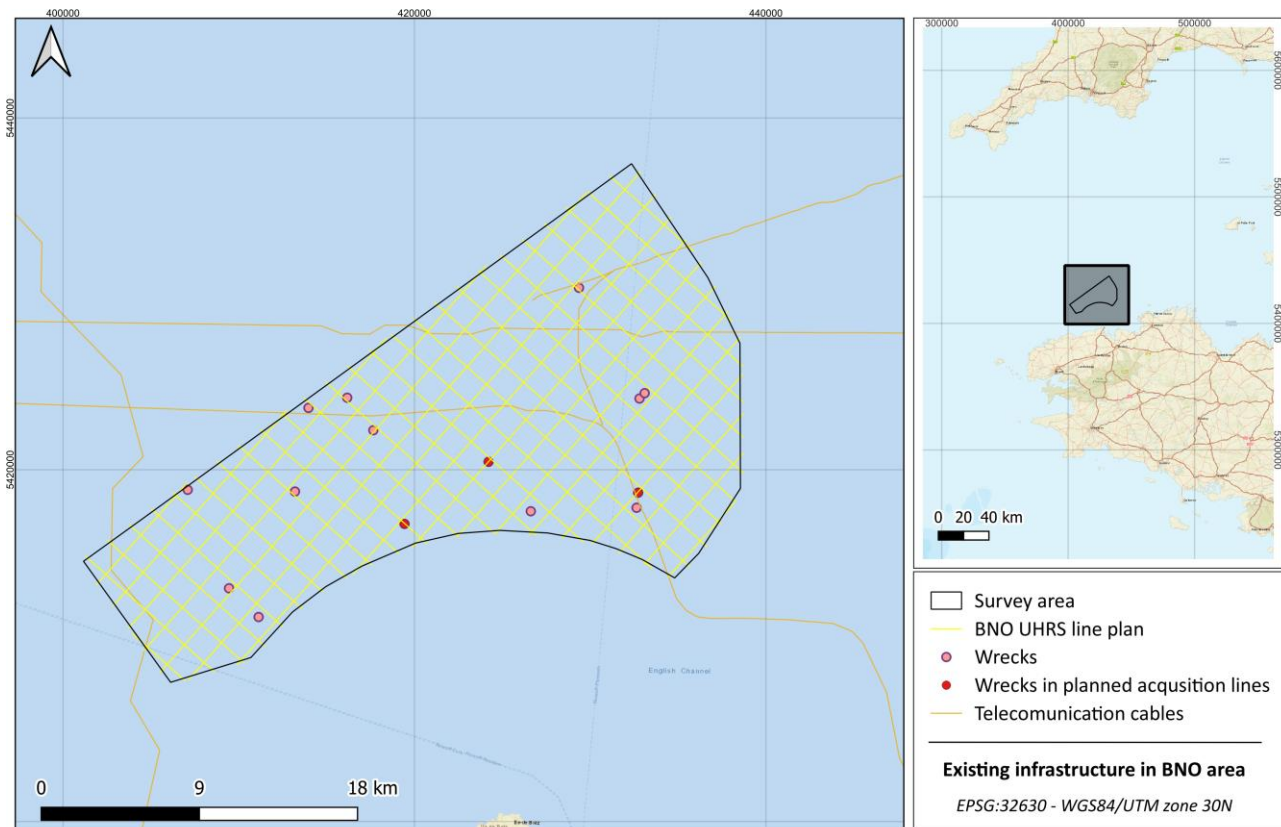 400000
420000
440000
5440000
5420000
English Channel
0
9
18 km
300000
400000
500000
5600000
5500000
5400000
5300000
0 20 40 km
Survey area
BNO UHRS line plan
Wrecks
Wrecks in planned acqusition lines
Telecomunication cables
Existing infrastructure in BNO area
EPSG:32630 - WGS84/UTM zone 30N